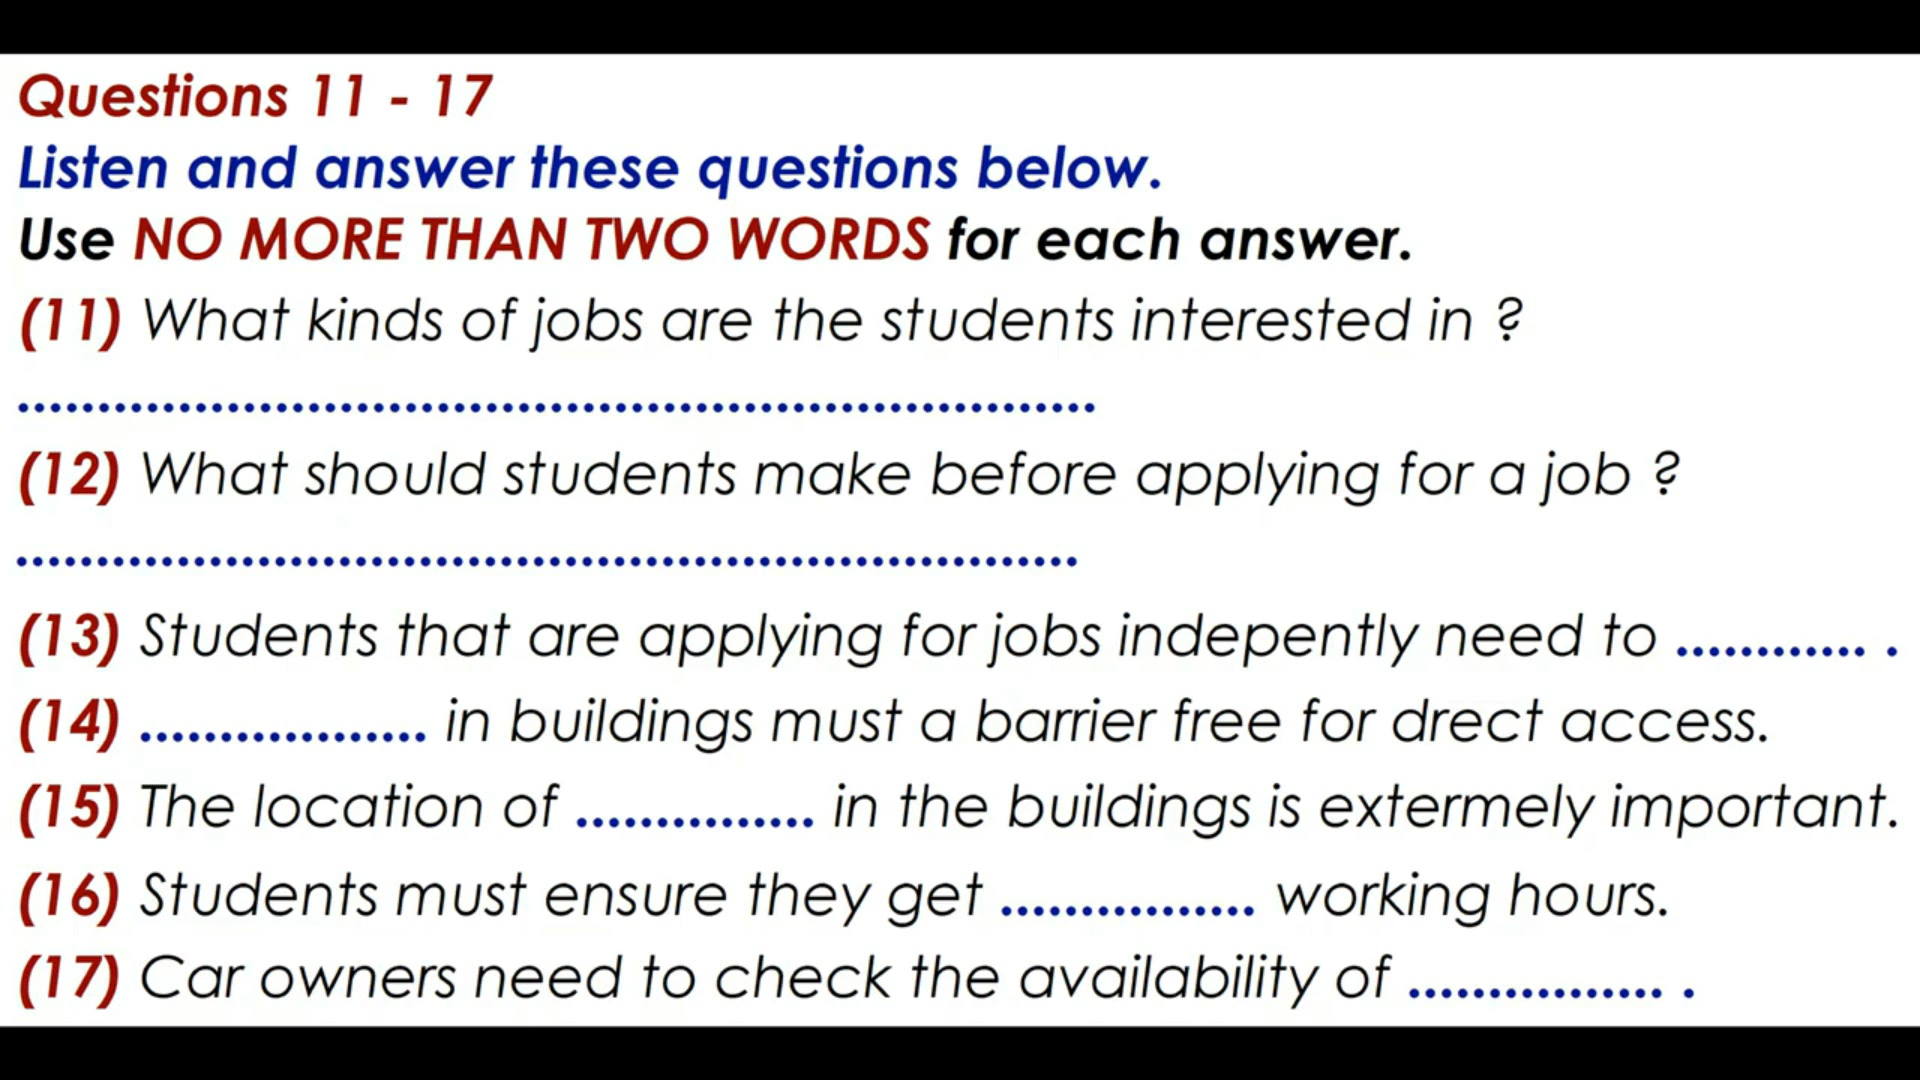 Questions 11 - 17
Listen and answer these questions below.
Use NO MORE THAN TWO WORDS for each answer.
(11) What kinds of jobs are the students interested in ?
....................................................................
(12) What should students make before applying for a job ?
...................................................................
(13) Students that are applying for jobs indepently need to ............ .
(14) .................. in buildings must a barrier free for drect access.
(15) The location of ............... in the buildings is extermely important.
(16) Students must ensure they get ................ working hours.
(17) Car owners need to check the availability of ................ .